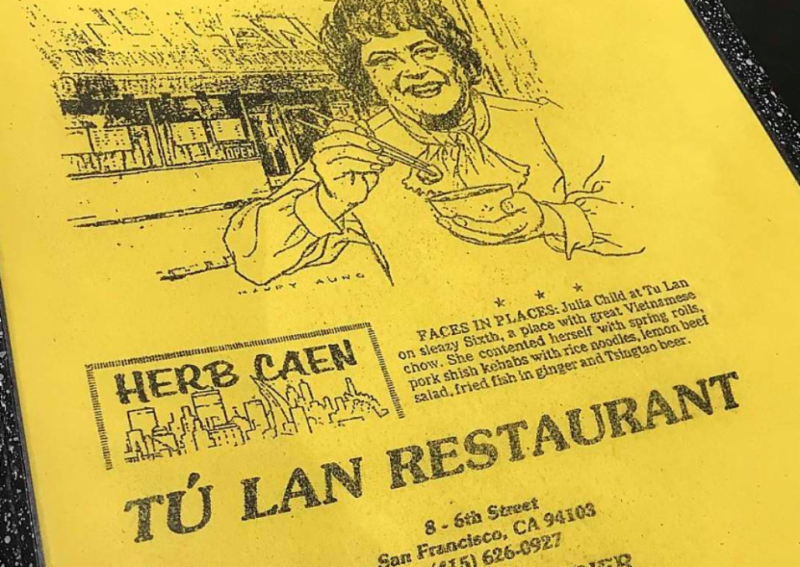 OPEN
HAPPY AUNG
FACES IN PLACES: Julia Child at Tu Lan
on sleazy Sixth, a place with great Vietnamese
chow. She contented herself with spring rolls,
pork shish kebabs with rice noodles, lemon beef
salad, fried fish in ginger and Tsingtao beer.
HERB CAEN
TÚ LAN RESTAURANT
8 - 6th Street
San Francisco, CA 94103
(415) 626-0927